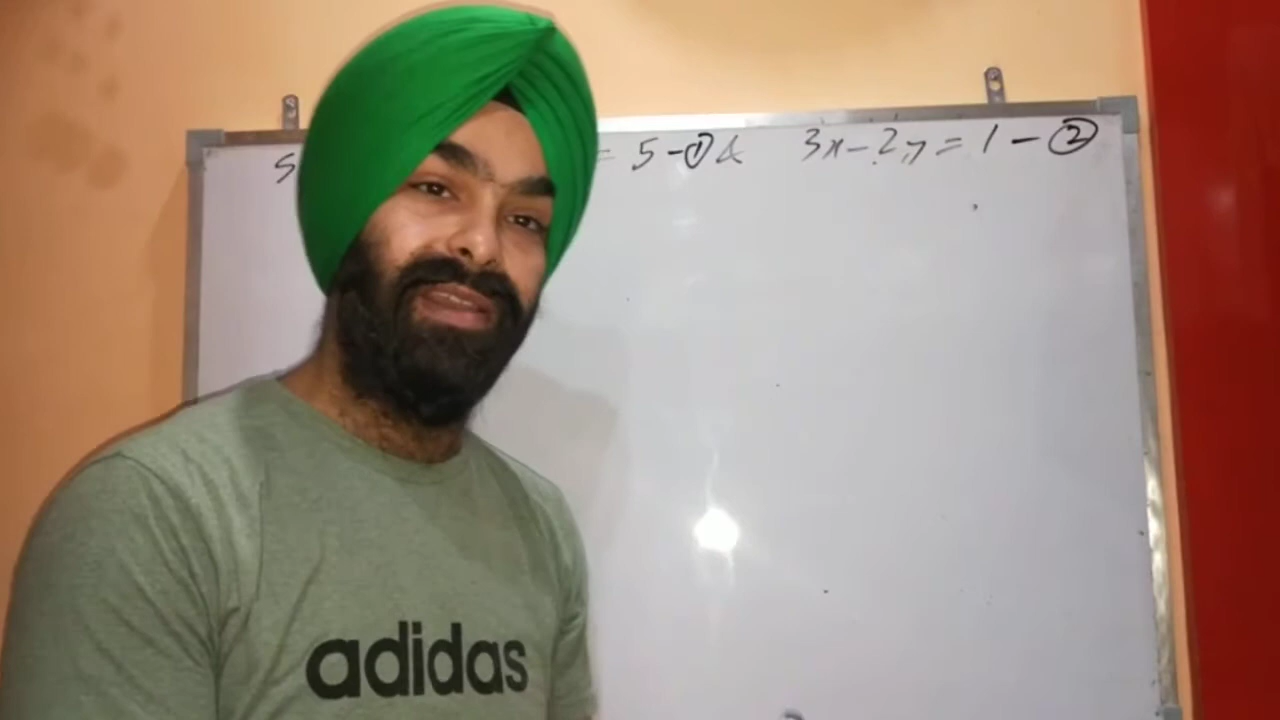 S = 5 - ① & 3x - 2y = 1 - ②
adidas